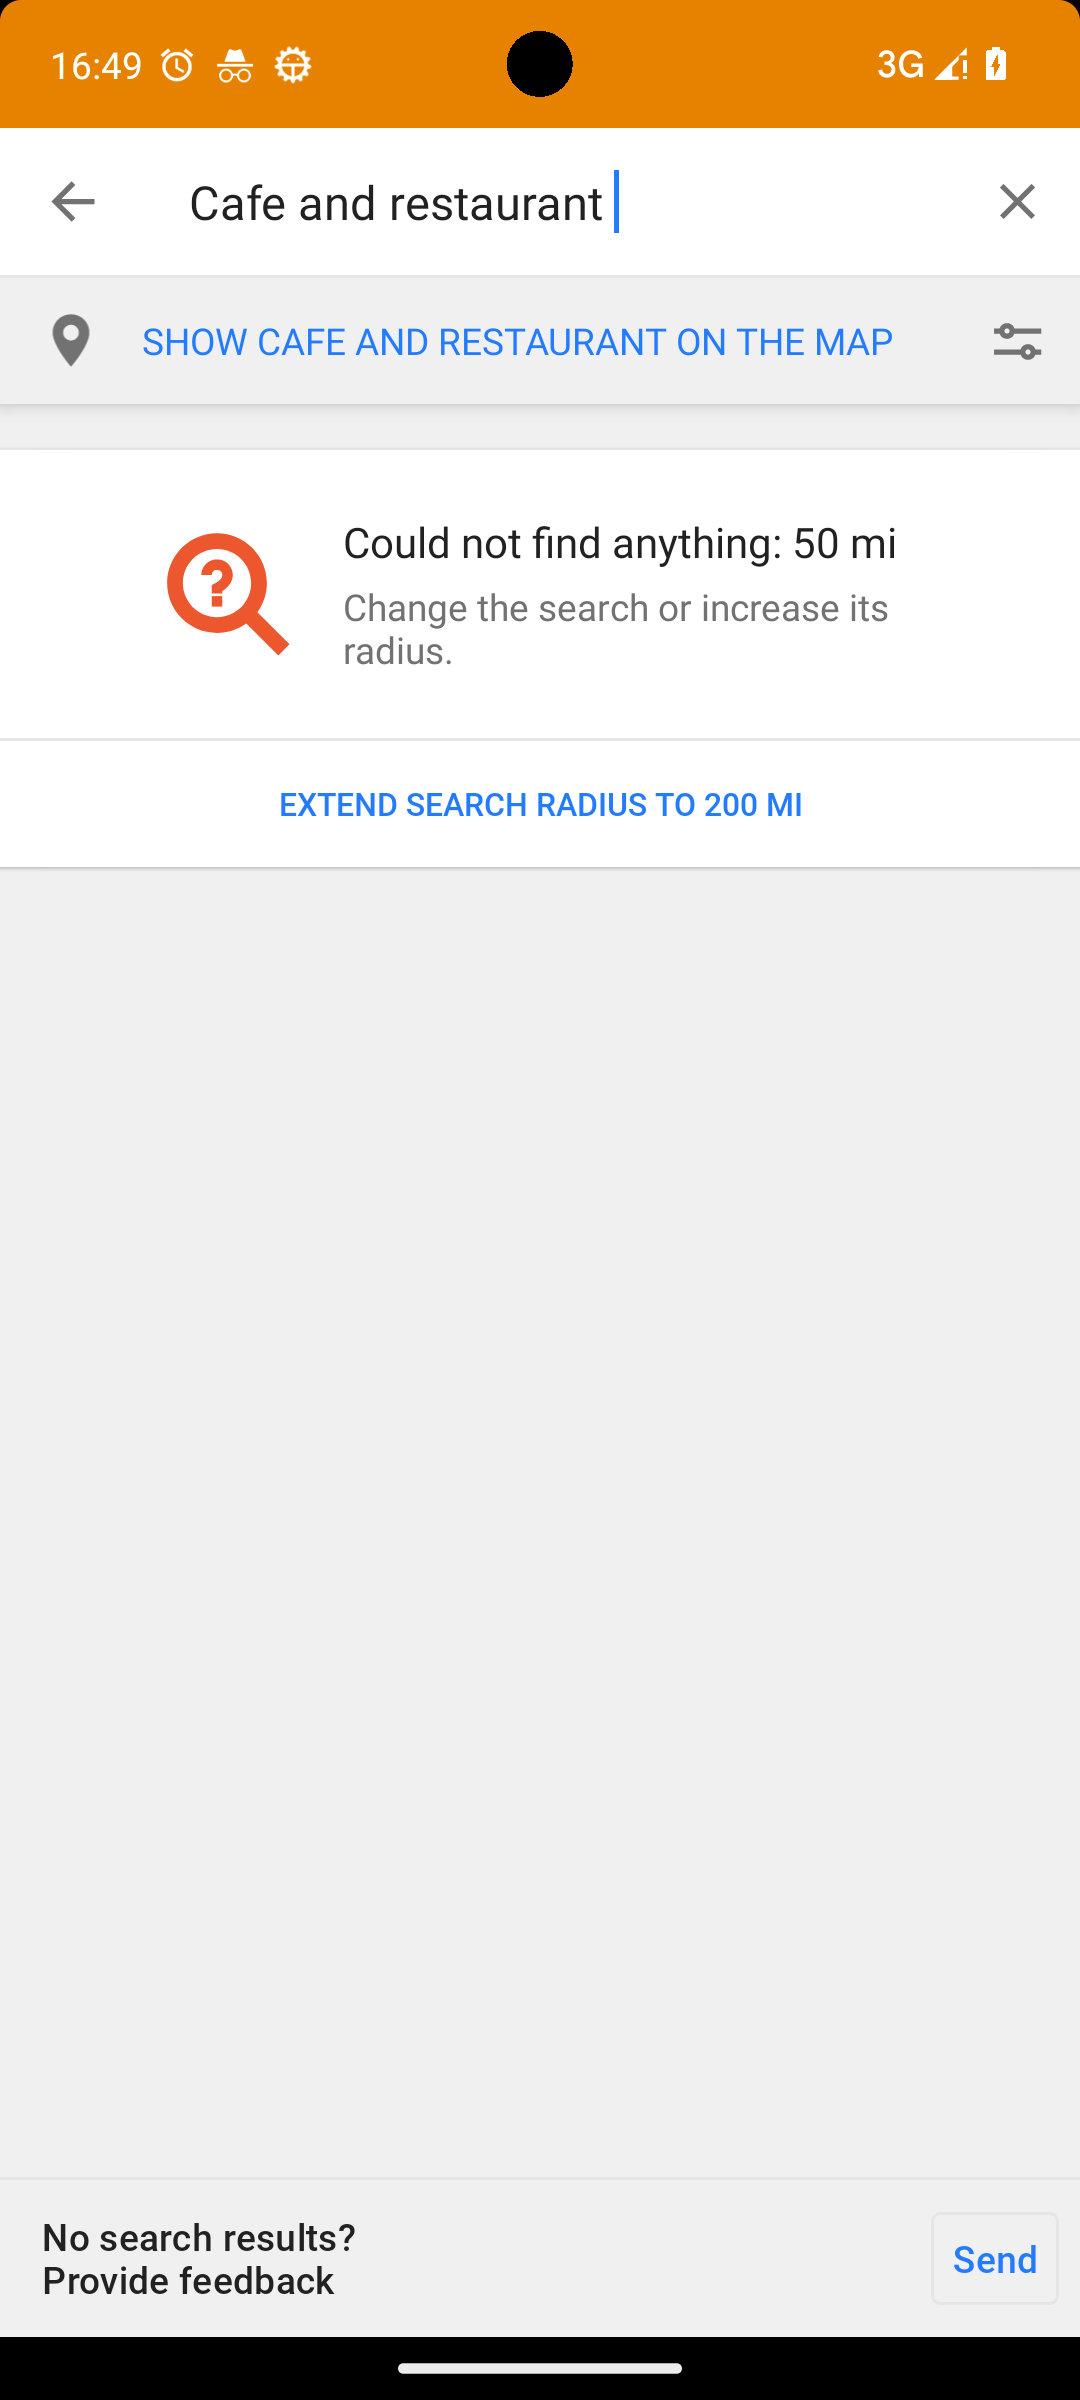 16:49
3G
Cafe and restaurant
SHOW CAFE AND RESTAURANT ON THE MAP
Could not find anything: 50 mi
Change the search or increase its
radius.
EXTEND SEARCH RADIUS TO 200 MI
No search results?
Provide feedback
Send